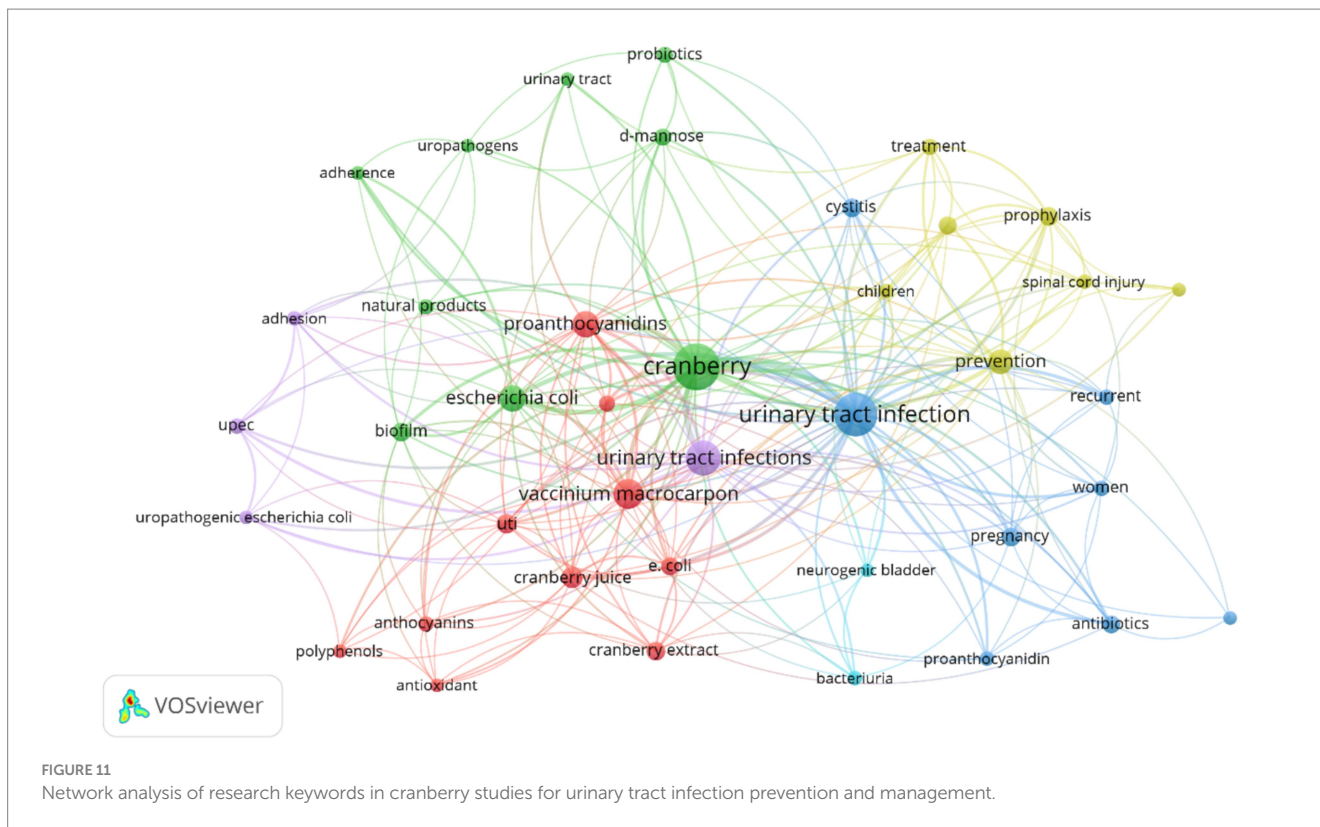 probiotics
urinary tract
d-mannose
uropathogens
treatment
adherence
cystitis
prophylaxis
children
spinal cord injury
natural products
adhesion
proanthocyanidins
cranberry
prevention
escherichia coli
recurrent
urinary tract infection
upec
biofilm
urinary tract infections
women
vaccinium macrocarpon
uropathogenic escherichia coli
uti
pregnancy
e. coli
neurogenic bladder
cranberry juice
anthocyanins
antibiotics
polyphenols
cranberry extract
proanthocyanidin
bacteriuria
antioxidant
VOSviewer
FIGURE 11
Network analysis of research keywords in cranberry studies for urinary tract infection prevention and management.